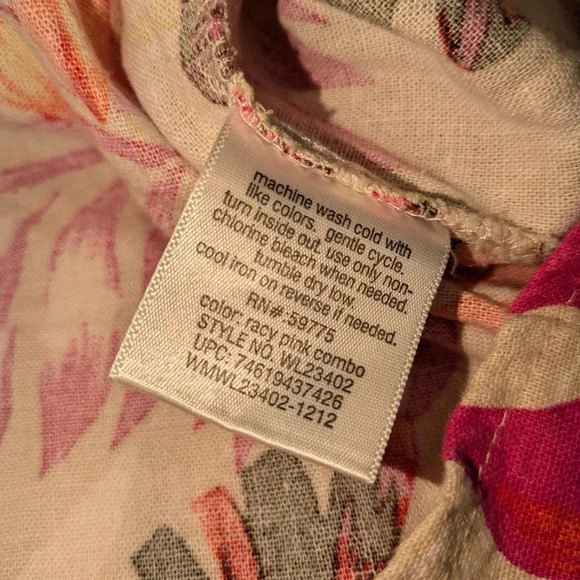 machine wash cold with
like colors. gentle cycle.
turn inside out. use only non-
chlorine bleach when needed.
tumble dry low.
cool iron on reverse if needed.
RN# 59775
color: racy pink combo
STYLE NO. WL23402
UPC: 74619437426
WMWL23402-1212